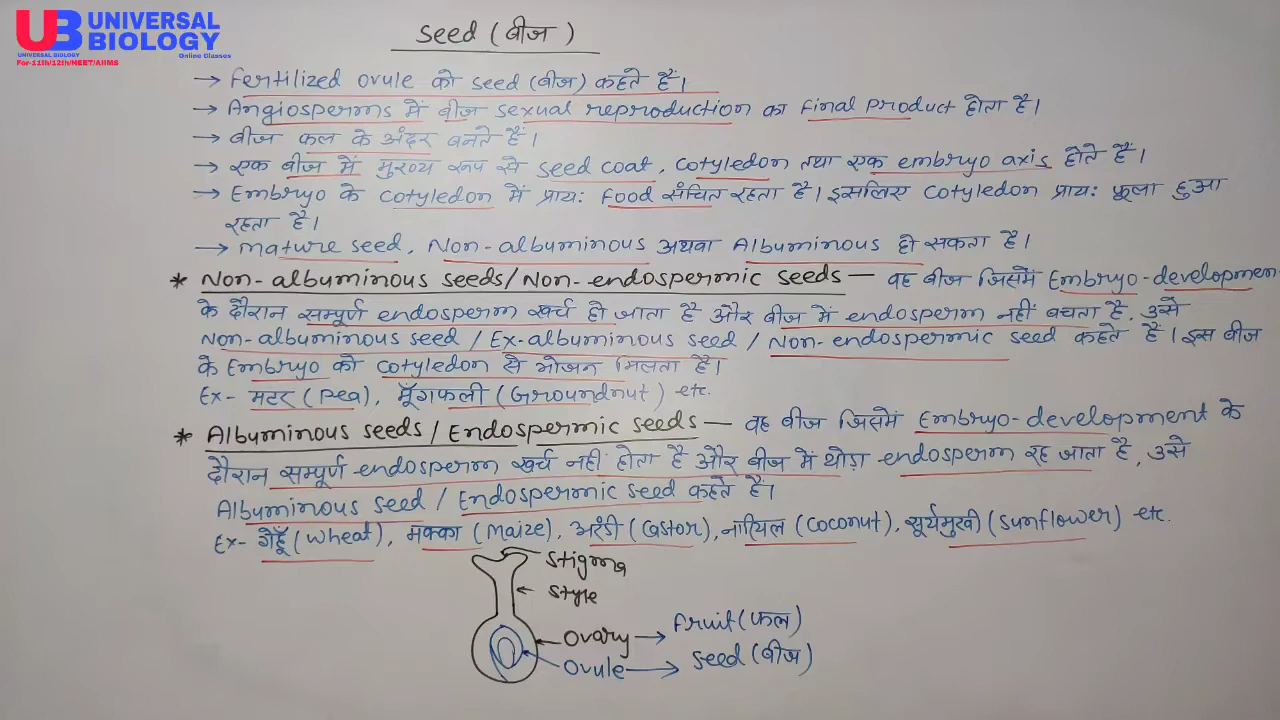 UB UNIVERSAL BIOLOGY
UNIVERSAL BIOLOGY Online Classes
For-11th/12th/NEET/AIIMS
Seed (बीज)
→ Fertilized ovule को seed (बीज) कहते हैं।
→ Angiosperms में बीज sexual reproduction का final product होता है।
→ बीज फल के अंदर बनते हैं।
→ एक बीज में मुख्य रूप से seed coat, cotyledon तथा एक embryo axis होते हैं।
→ Embryo के cotyledon में प्रायः Food संचित रहता है। इसलिए cotyledon प्रायः फूला हुआ
रहता है।
→ mature seed, Non-albuminous अथवा Albuminous हो सकता है।
* Non-albuminous seeds/Non-endospermic seeds — वह बीज जिसमें Embryo-developmen
के दौरान सम्पूर्ण endosperm खर्च हो जाता है और बीज में endosperm नहीं बचता है, उसे
Non-albuminous seed / Ex-albuminous seed / Non-endospermic seed कहते हैं। इस बीज
के Embryo को cotyledon से भोजन मिलता है।
Ex- मटर (pea), मूँगफली (Groundnut) etc.
* Albuminous seeds / Endospermic seeds — वह बीज जिसमें Embryo-development के
दौरान सम्पूर्ण endosperm खर्च नहीं होता है और बीज में थोड़ा endosperm रह जाता है, उसे
Albuminous seed / Endospermic seed कहते हैं।
Ex- गेहूँ (wheat), मक्का (Maize), अरंडी (Castor), नारियल (Coconut), सूर्यमुखी (Sunflower) etc.
Stigma
Style
Ovary → Fruit (फल)
Ovule → Seed (बीज)